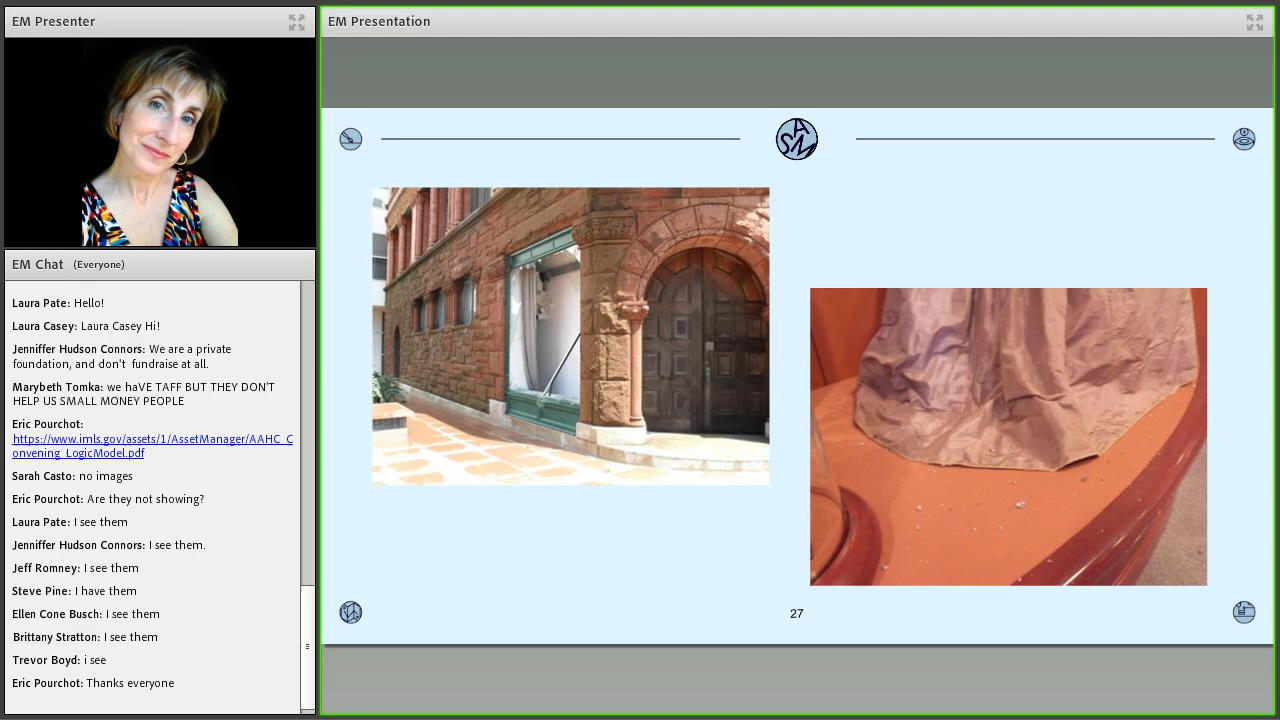 EM Presenter
EM Chat (Everyone)
Laura Pate: Hello!
Laura Casey: Laura Casey Hi!
Jenniffer Hudson Connors: We are a private
foundation, and don't fundraise at all.
Marybeth Tomka: we haVE TAFF BUT THEY DON'T
HELP US SMALL MONEY PEOPLE
Eric Pourchot:
https://www.imls.gov/assets/1/AssetManager/AAHC_C
onvening_LogicModel.pdf
Sarah Casto: no images
Eric Pourchot: Are they not showing?
Laura Pate: I see them
Jenniffer Hudson Connors: I see them.
Jeff Romney: I see them
Steve Pine: I have them
Ellen Cone Busch: I see them
Brittany Stratton: I see them
Trevor Boyd: i see
Eric Pourchot: Thanks everyone
EM Presentation
SAM
27